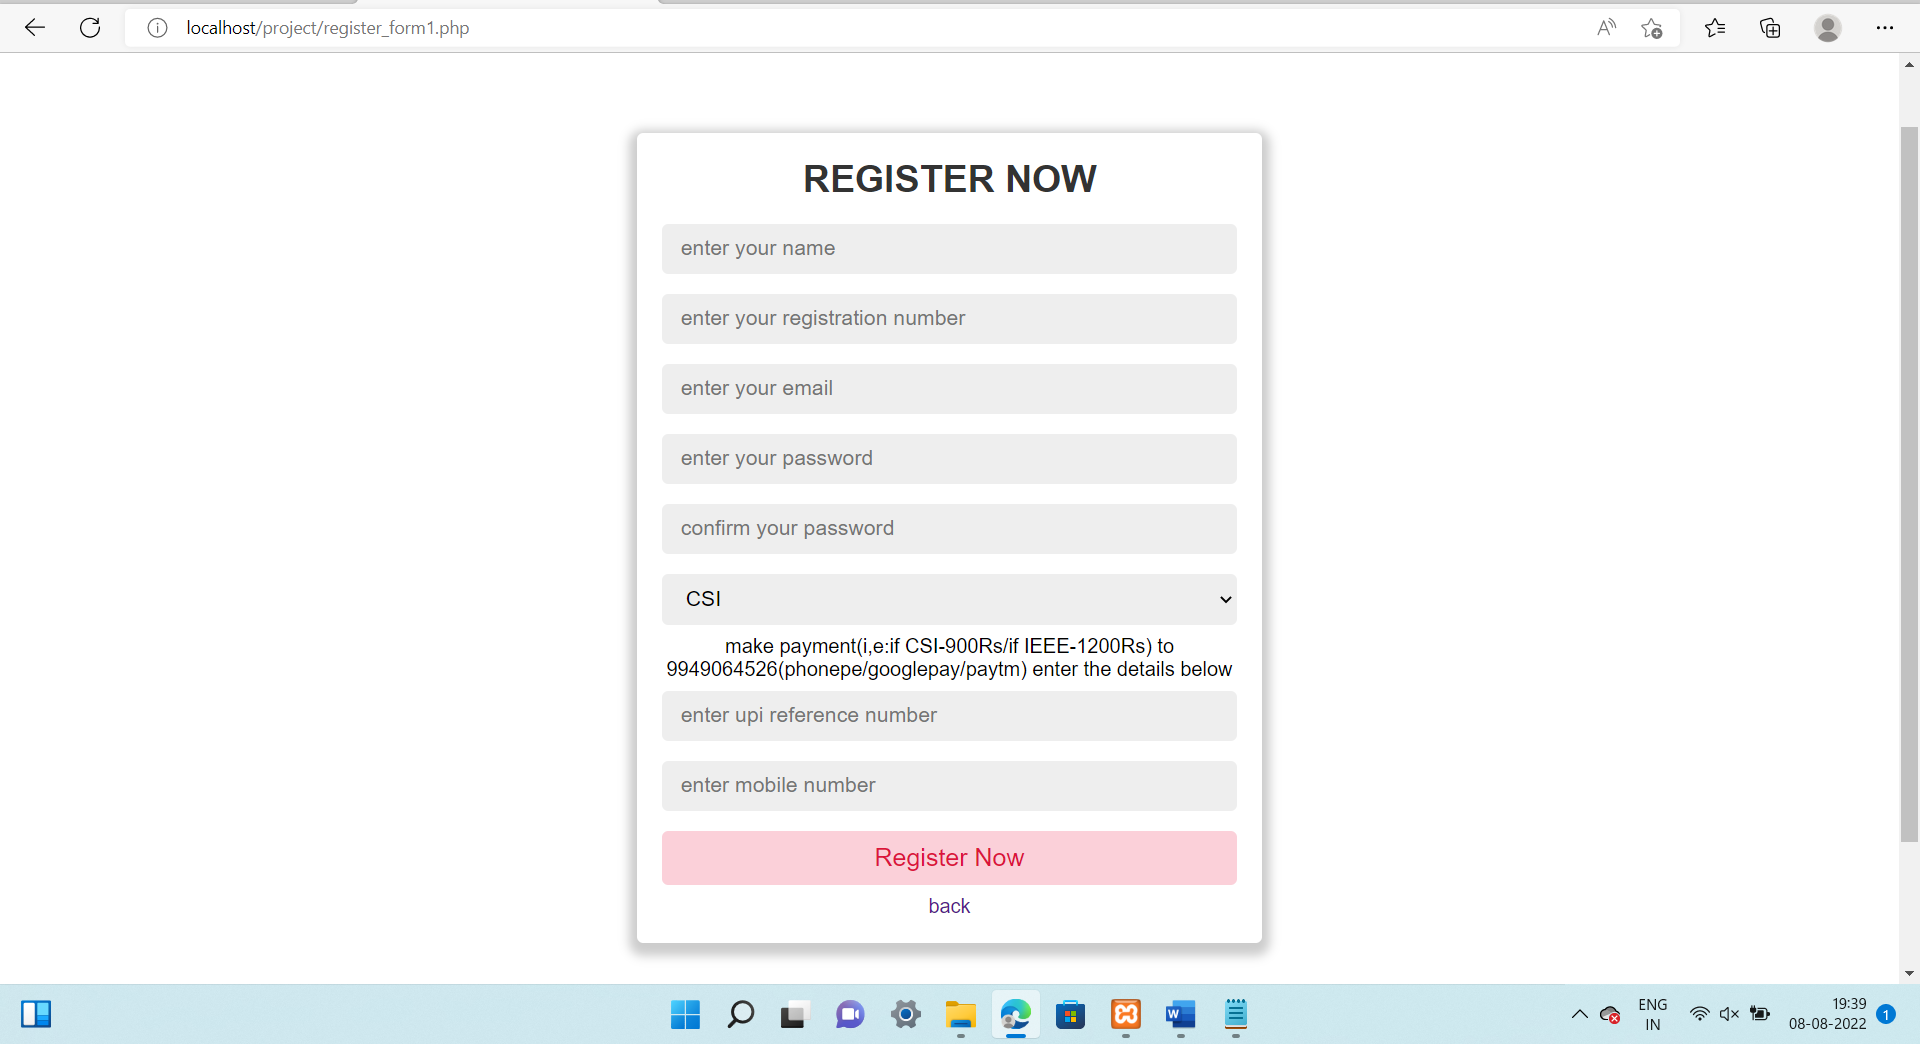 localhost/project/register_form1.php
REGISTER NOW
enter your name
enter your registration number
enter your email
enter your password
confirm your password
CSI
make payment(i,e:if CSI-900Rs/if IEEE-1200Rs) to
9949064526(phonepe/googlepay/paytm) enter the details below
enter upi reference number
enter mobile number
Register Now
back
ENG
IN
19:39
08-08-2022
1